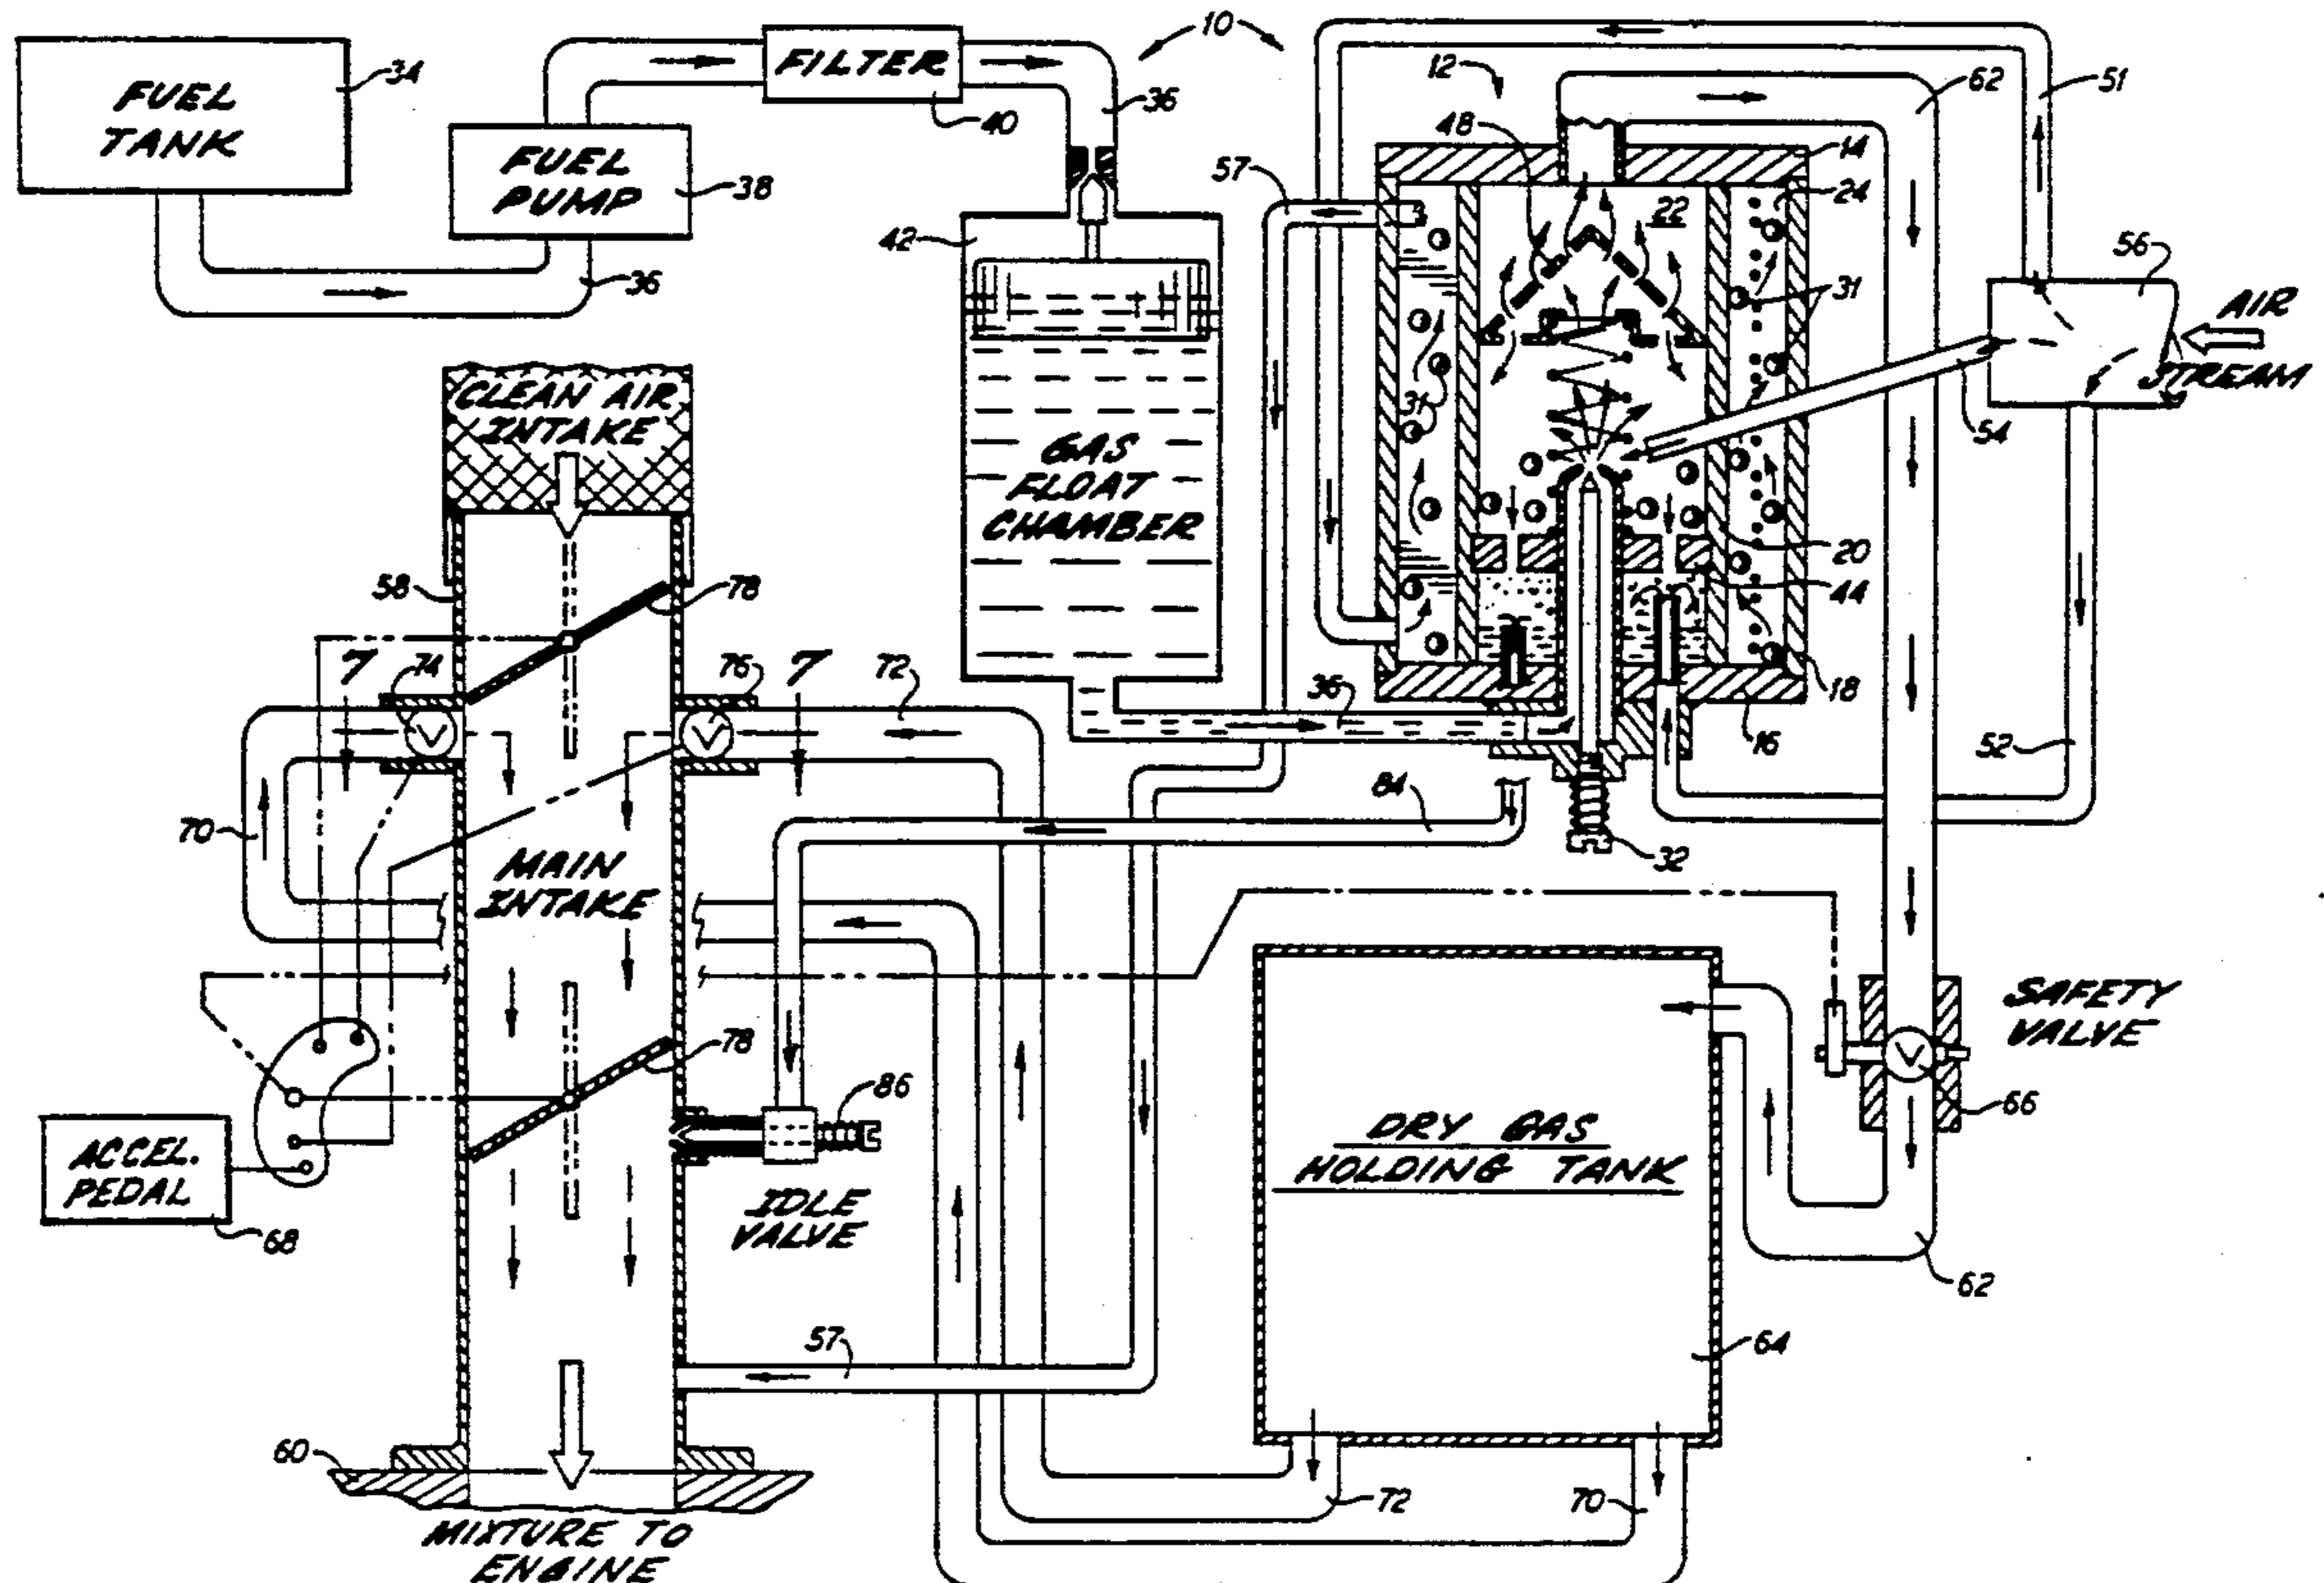 FUEL
TANK
34
FUEL
PUMP
38
36
FILTER
40
36
10
12
62
51
48
14
57
24
22
42
56
31
AIR
STREAM
54
CLEAN AIR
INTAKE
GAS
FLOAT
CHAMBER
31
20
44
58
78
7
74
76
7
72
36
18
16
52
70
84
32
MAIN
INTAKE
SAFETY
VALVE
78
86
66
ACCEL.
PEDAL
68
DRY GAS
HOLDING TANK
IDLE
VALVE
62
57
64
60
72
70
MIXTURE TO
ENGINE